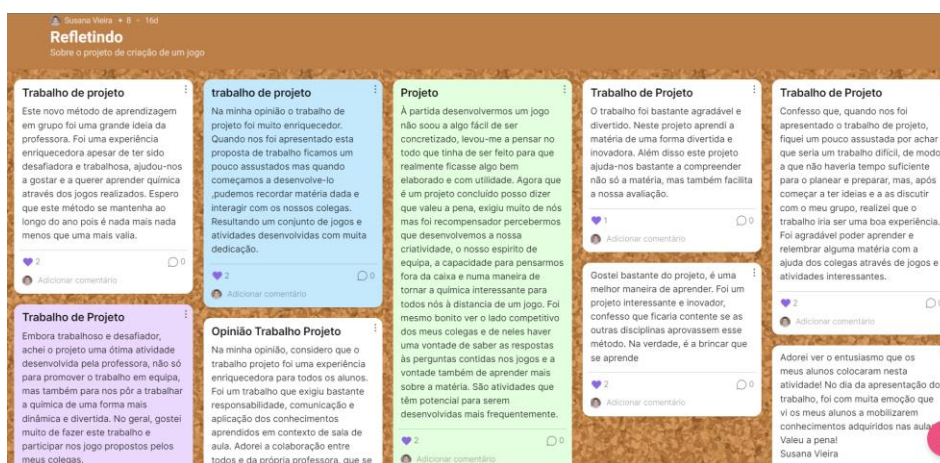 Susana Vieira + 8 • 16d
Refletindo
Sobre o projeto de criação de um jogo
Trabalho de projeto
Este novo método de aprendizagem
em grupo foi uma grande ideia da
professora. Foi uma experiência
enriquecedora apesar de ter sido
desafiadora e trabalhosa, ajudou-nos
a gostar e a querer aprender química
através dos jogos realizados. Espero
que este método se mantenha ao
longo do ano pois é nada mais nada
menos que uma mais valia.
2
0
Adicionar comentário
Trabalho de Projeto
Embora trabalhoso e desafiador,
achei o projeto uma ótima atividade
desenvolvida pela professora, não só
para promover o trabalho em equipa,
mas também para nos pôr a trabalhar
a química de uma forma mais
dinâmica e divertida. No geral, gostei
muito de fazer este trabalho e
participar nos jogo propostos pelos
meus colegas.
trabalho de projeto
Na minha opinião o trabalho de
projeto foi muito enriquecedor.
Quando nos foi apresentado esta
proposta de trabalho ficamos um
pouco assustados mas quando
começamos a desenvolve-lo
,pudemos recordar matéria dada e
interagir com os nossos colegas.
Resultando um conjunto de jogos e
atividades desenvolvidas com muita
dedicação.
2
0
Adicionar comentário
Opinião Trabalho Projeto
Na minha opinião, considero que o
trabalho projeto foi uma experiência
enriquecedora para todos os alunos.
Foi um trabalho que exigiu bastante
responsabilidade, comunicação e
aplicação dos conhecimentos
aprendidos em contexto de sala de
aula. Adorei a colaboração entre
todos e da própria professora, que se
Projeto
À partida desenvolvermos um jogo
não soou a algo fácil de ser
concretizado, levou-me a pensar no
todo que tinha de ser feito para que
realmente ficasse algo bem
elaborado e com utilidade. Agora que
é um projeto concluído posso dizer
que valeu a pena, exigiu muito de nós
mas foi recompensador percebermos
que desenvolvemos a nossa
criatividade, o nosso espirito de
equipa, a capacidade para pensarmos
fora da caixa e numa maneira de
tornar a química interessante para
todos nós à distancia de um jogo. Foi
mesmo bonito ver o lado competitivo
dos meus colegas e de neles haver
uma vontade de saber as respostas
às perguntas contidas nos jogos e a
vontade também de aprender mais
sobre a matéria. São atividades que
têm potencial para serem
desenvolvidas mais frequentemente.
2
0
Adicionar comentário
Trabalho de Projeto
O trabalho foi bastante agradável e
divertido. Neste projeto aprendi a
matéria de uma forma divertida e
inovadora. Além disso este projeto
ajuda-nos bastante a compreender
não só a matéria, mas também facilita
a nossa avaliação.
1
0
Adicionar comentário
Gostei bastante do projeto, é uma
melhor maneira de aprender. Foi um
projeto interessante e inovador,
confesso que ficaria contente se as
outras disciplinas aprovassem esse
método. Na verdade, é a brincar que
se aprende
2
0
Adicionar comentário
Trabalho de Projeto
Confesso que, quando nos foi
apresentado o trabalho de projeto,
fiquei um pouco assustada por achar
que seria um trabalho difícil, de modo
a que não haveria tempo suficiente
para o planear e preparar, mas, após
começar a ter ideias e a as discutir
com o meu grupo, realizei que o
trabalho iria ser uma boa experiência.
Foi agradável poder aprender e
relembrar alguma matéria com a
ajuda dos colegas através de jogos e
atividades interessantes.
2
Adicionar comentário
Adorei ver o entusiasmo que os
meus alunos colocaram nesta
atividade! No dia da apresentação do
trabalho, foi com muita emoção que
vi os meus alunos a mobilizarem
conhecimentos adquiridos nas
Valeu a pena!
Susana Vieira